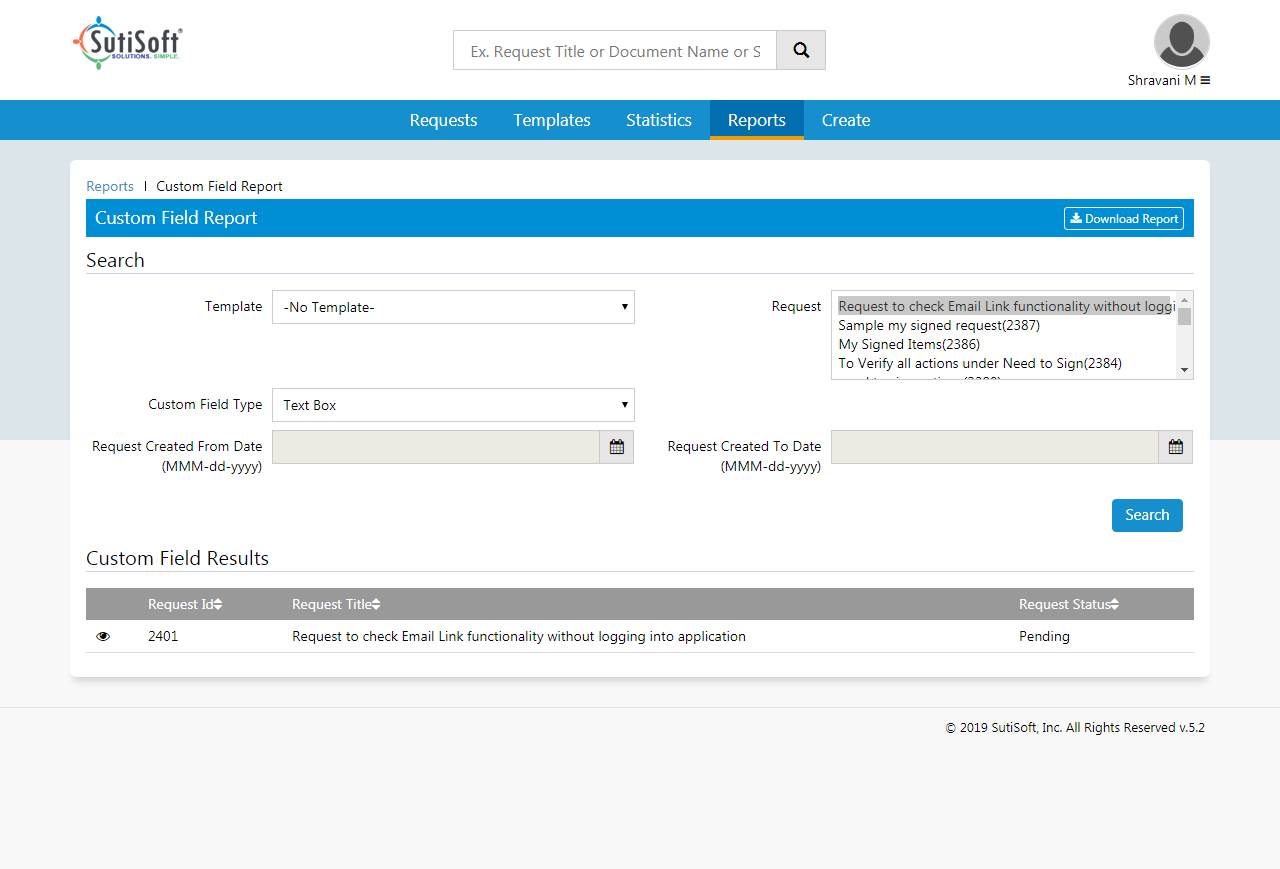 SutiSoft®
SOLUTIONS. SIMPLE.
Ex. Request Title or Document Name or S
Shravani M
Requests Templates Statistics Reports Create
Reports I Custom Field Report
Custom Field Report Download Report
Search
Template -No Template- Request Request to check Email Link functionality without loggi
Sample my signed request(2387)
My Signed Items(2386)
To Verify all actions under Need to Sign(2384)
Custom Field Type Text Box
Request Created From Date Request Created To Date
(MMM-dd-yyyy) (MMM-dd-yyyy)
Search
Custom Field Results
Request Id Request Title Request Status
2401 Request to check Email Link functionality without logging into application Pending
© 2019 SutiSoft, Inc. All Rights Reserved v.5.2